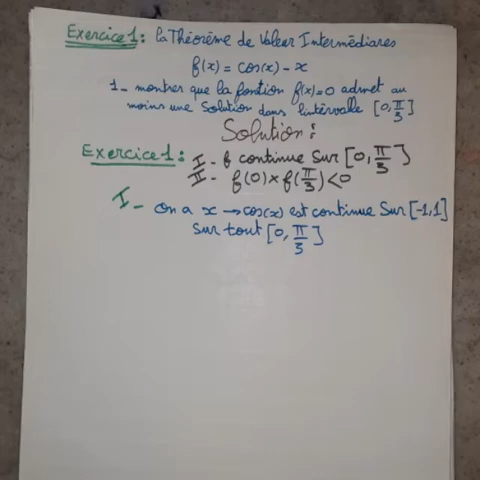 Exercice 1: la Théorème de Valeur Intermédiares
f(x) = cos(x) - x
1- montrer que la fonction f(x)=0 admet au
moins une Solution dans l'intervalle [0, π/3]
Solution:
Exercice 1: I- f continue Sur [0, π/3]
II- f(0) × f(π/3) < 0
I- on a x → cos(x) est continue Sur [-1,1]
Sur tout [0, π/3]